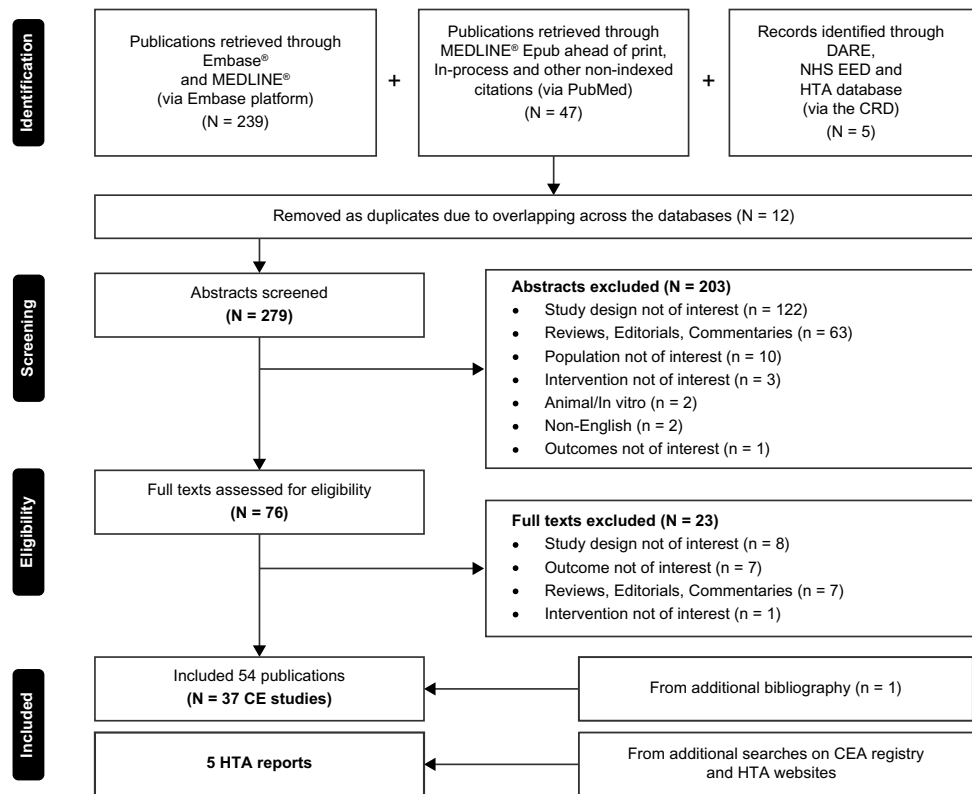 Identification
Publications retrieved through
Embase®
and MEDLINE®
(via Embase platform)
(N = 239)
+
Publications retrieved through
MEDLINE® Epub ahead of print,
In-process and other non-indexed
citations (via PubMed)
(N = 47)
+
Records identified through
DARE,
NHS EED and
HTA database
(via the CRD)
(N = 5)
Removed as duplicates due to overlapping across the databases (N = 12)
Screening
Abstracts screened
(N = 279)
Abstracts excluded (N = 203)
• Study design not of interest (n = 122)
• Reviews, Editorials, Commentaries (n = 63)
• Population not of interest (n = 10)
• Intervention not of interest (n = 3)
• Animal/In vitro (n = 2)
• Non-English (n = 2)
• Outcomes not of interest (n = 1)
Eligibility
Full texts assessed for eligibility
(N = 76)
Full texts excluded (N = 23)
• Study design not of interest (n = 8)
• Outcome not of interest (n = 7)
• Reviews, Editorials, Commentaries (n = 7)
• Intervention not of interest (n = 1)
Included
Included 54 publications
(N = 37 CE studies)
From additional bibliography (n = 1)
5 HTA reports
From additional searches on CEA registry
and HTA websites